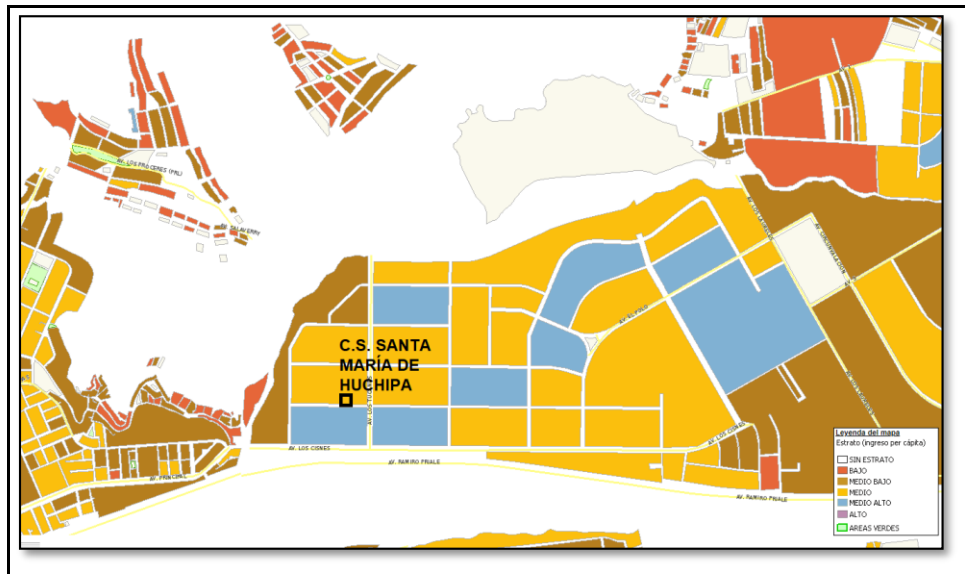 AV. LOS PROCERES (PRL)
AV. SALAVERRY
AV. EL PULO
C.S. SANTA
MARÍA DE
HUCHIPA
AV. LOS CISNES
AV. LOS CISNES
AV. RAMIRO PRIALE
AV. PRINCIPAL
AV. RAMIRO PRIALE
Leyenda del mapa
Estrato (ingreso per cápita)
SIN ESTRATO
BAJO
MEDIO BAJO
MEDIO
MEDIO ALTO
ALTO
AREAS VERDES